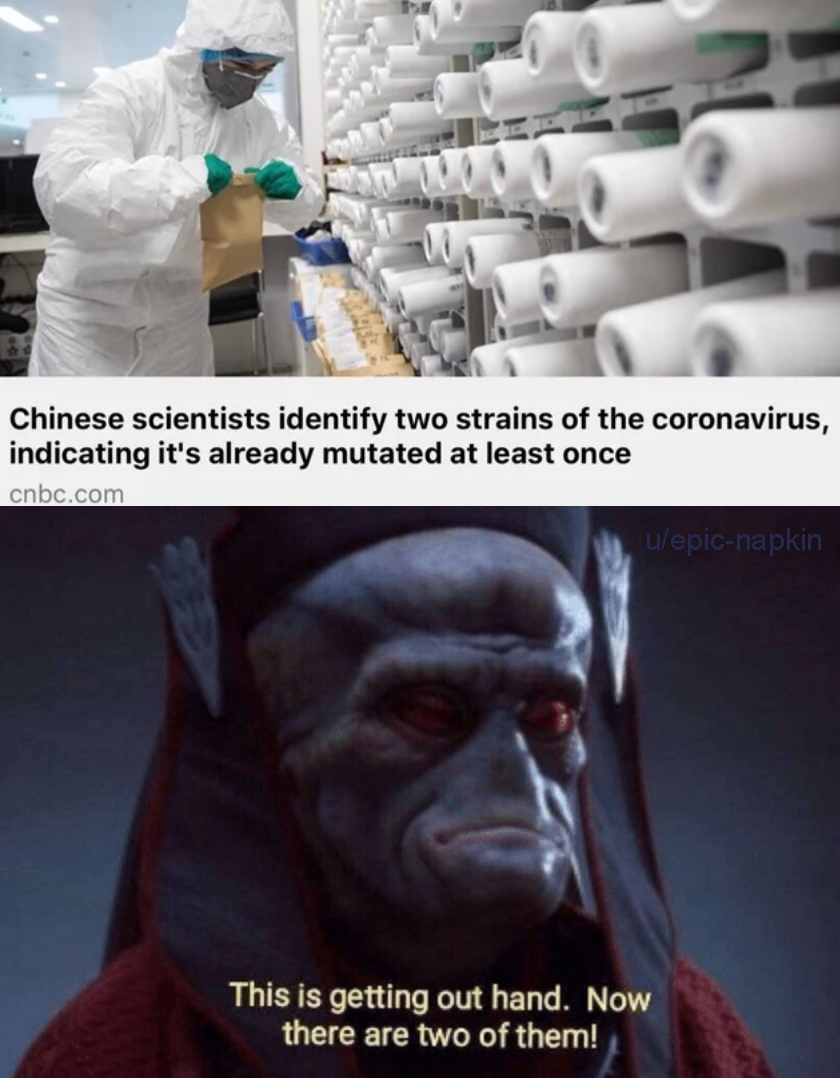 Chinese scientists identify two strains of the coronavirus,
indicating it's already mutated at least once
cnbc.com
u/epic-napkin
This is getting out hand. Now
there are two of them!